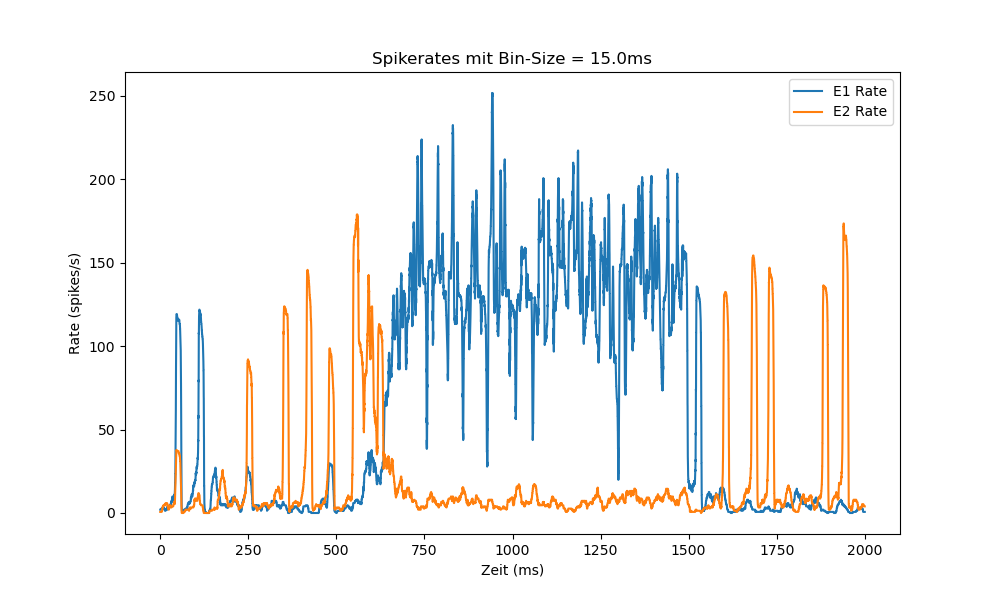 Spikerates mit Bin-Size = 15.0ms
E1 Rate
E2 Rate
Rate (spikes/s)
250
200
150
100
50
0
0 250 500 750 1000 1250 1500 1750 2000
Zeit (ms)